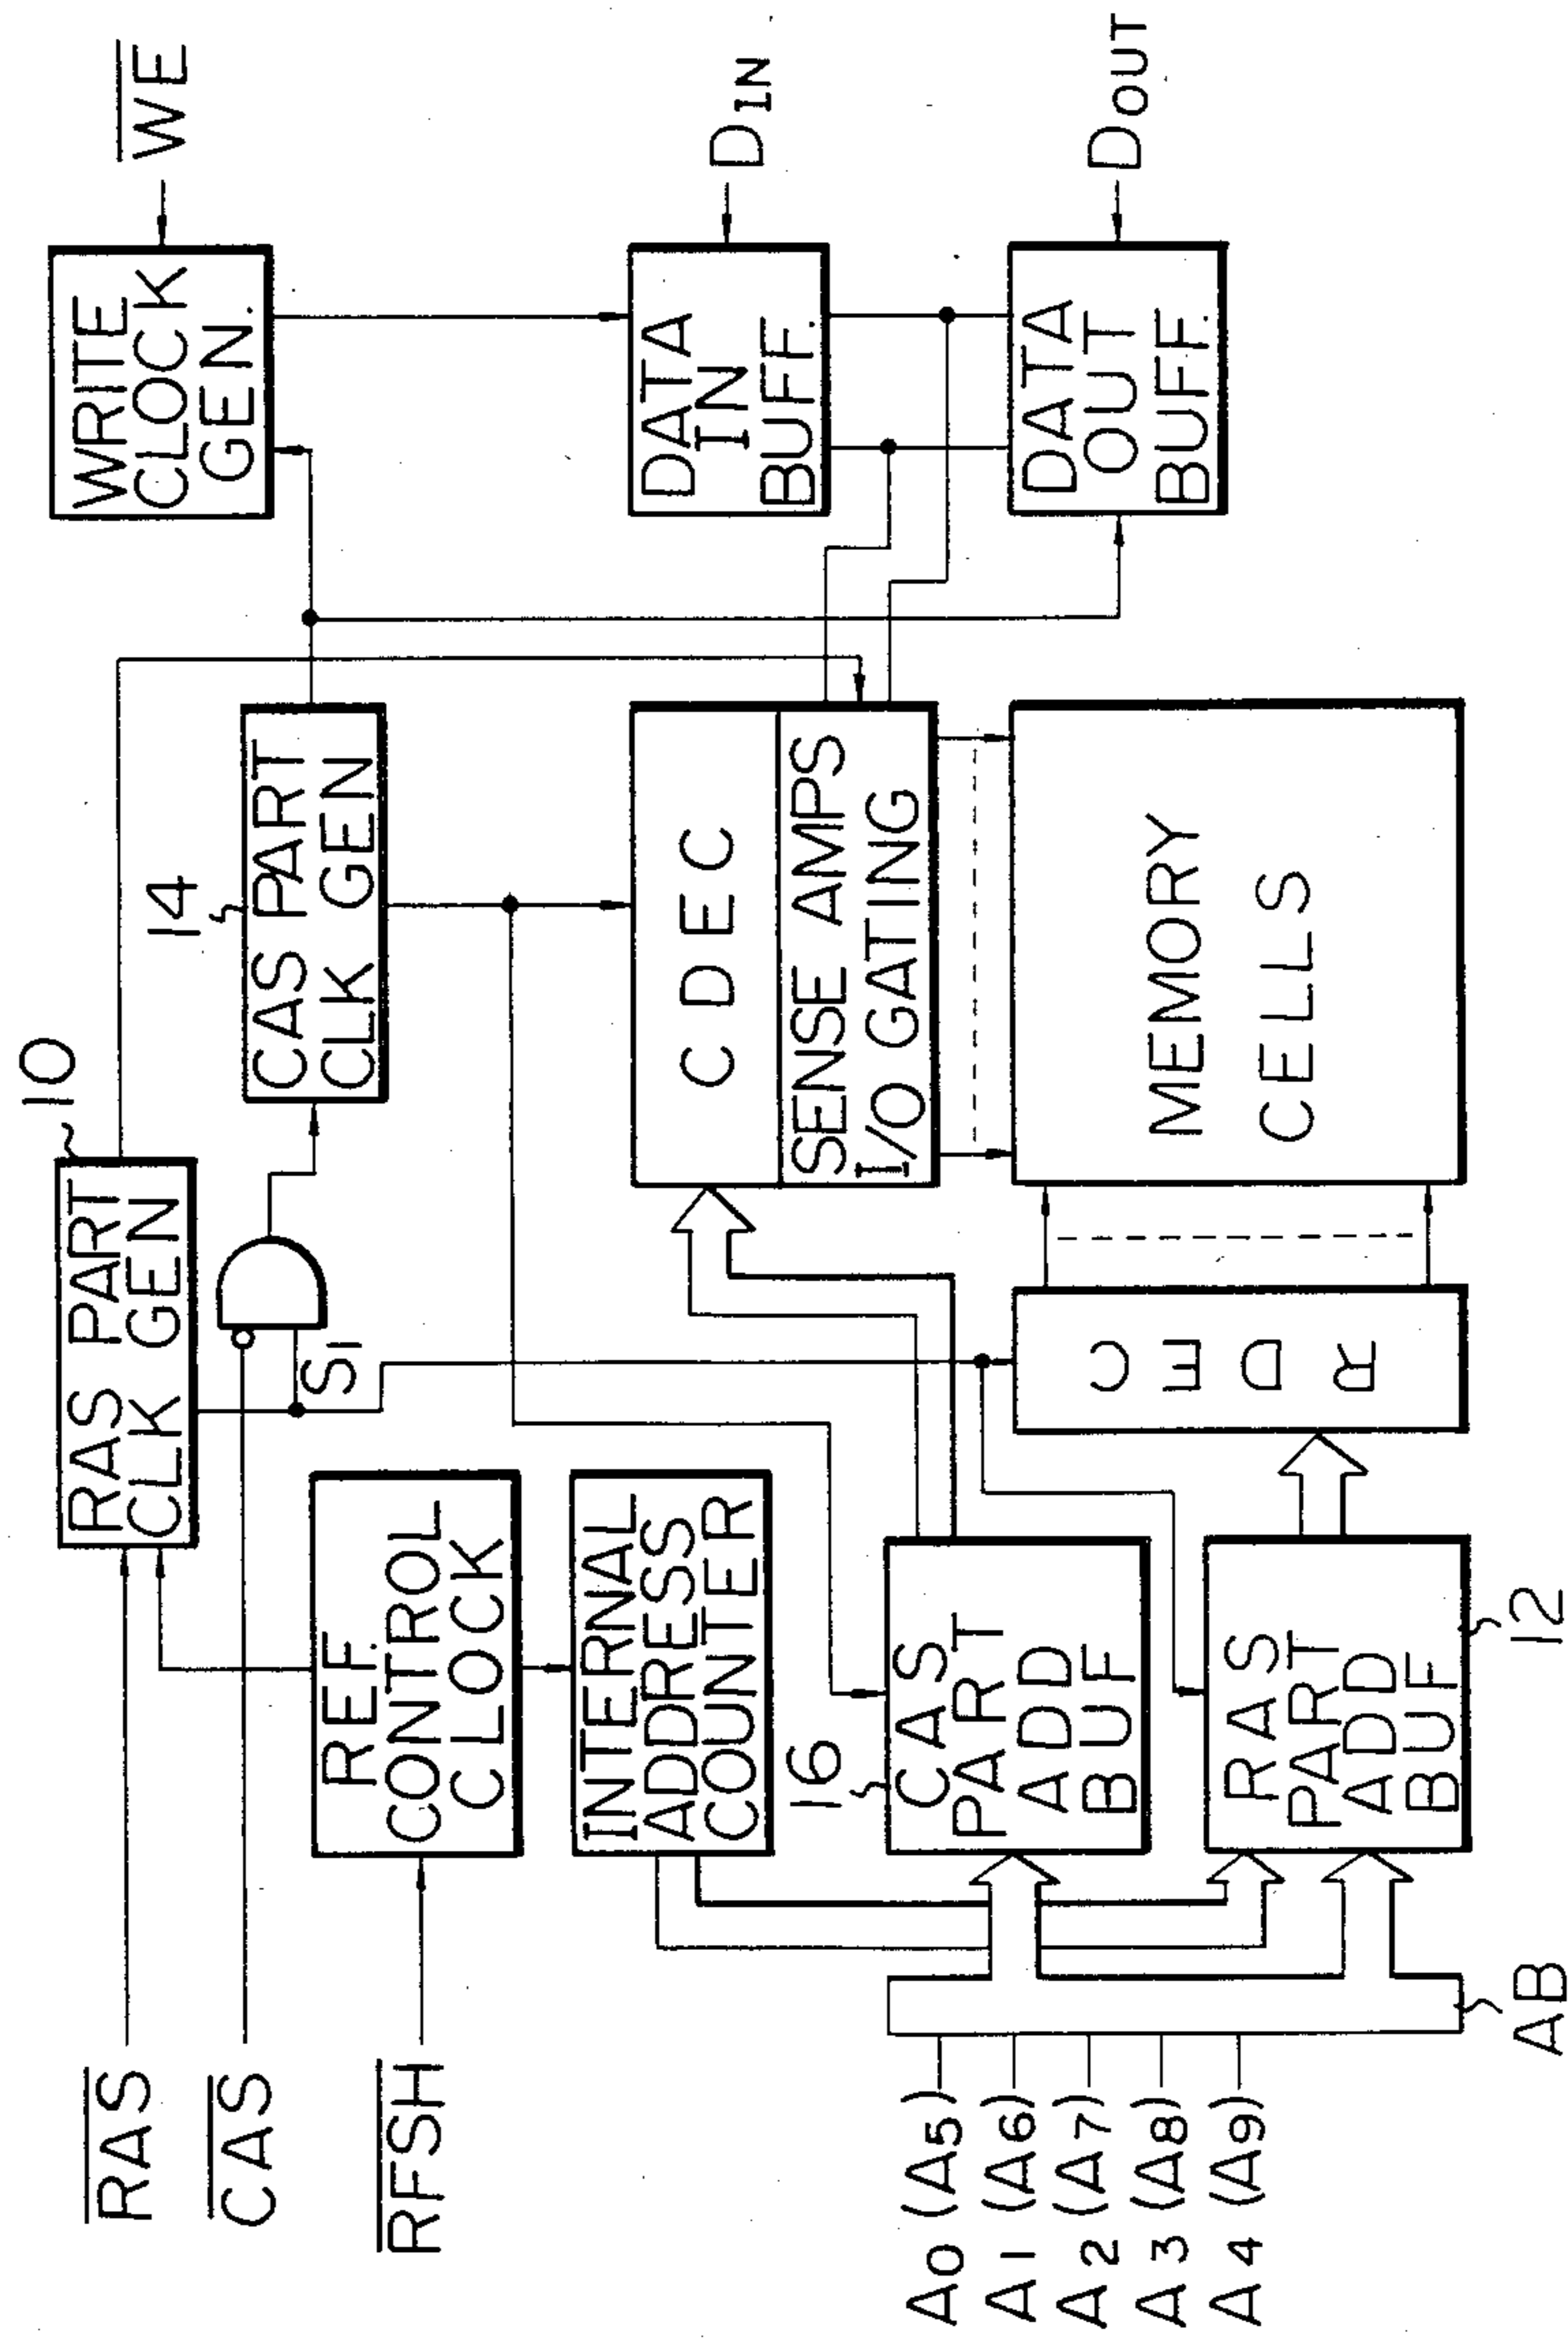 RAS
CAS
RFSH
A0 (A5)
A1 (A6)
A2 (A7)
A3 (A8)
A4 (A9)
AB
RAS PART
CLK GEN
10
S1
REF.
CONTROL
CLOCK
INTERNAL
ADDRESS
COUNTER
16
CAS
PART
ADD
BUF
RAS
PART
ADD
BUF
12
14
CAS PART
CLK GEN
C DEC
SENSE AMPS
I/O GATING
R DEC
MEMORY
CELLS
WRITE
CLOCK
GEN.
WE
DATA
IN
BUFF.
DIN
DATA
OUT
BUFF.
DOUT